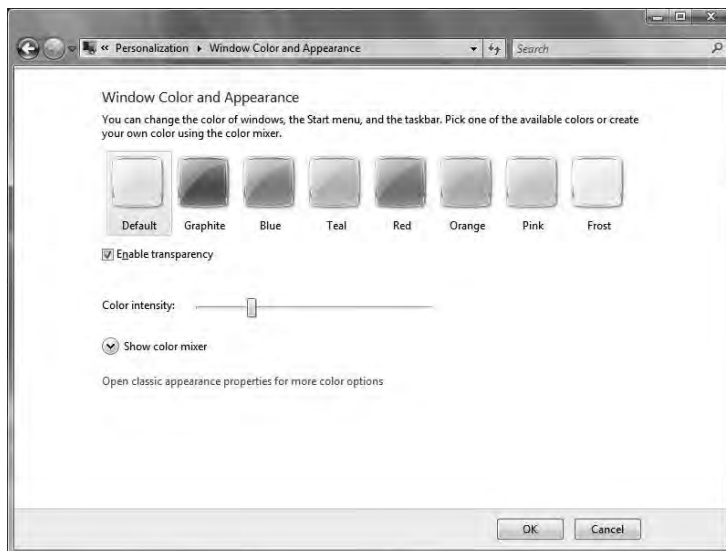 « Personalization ▸ Window Color and Appearance
Search
Window Color and Appearance
You can change the color of windows, the Start menu, and the taskbar. Pick one of the available colors or create
your own color using the color mixer.
Default Graphite Blue Teal Red Orange Pink Frost
Enable transparency
Color intensity:
Show color mixer
Open classic appearance properties for more color options
OK Cancel